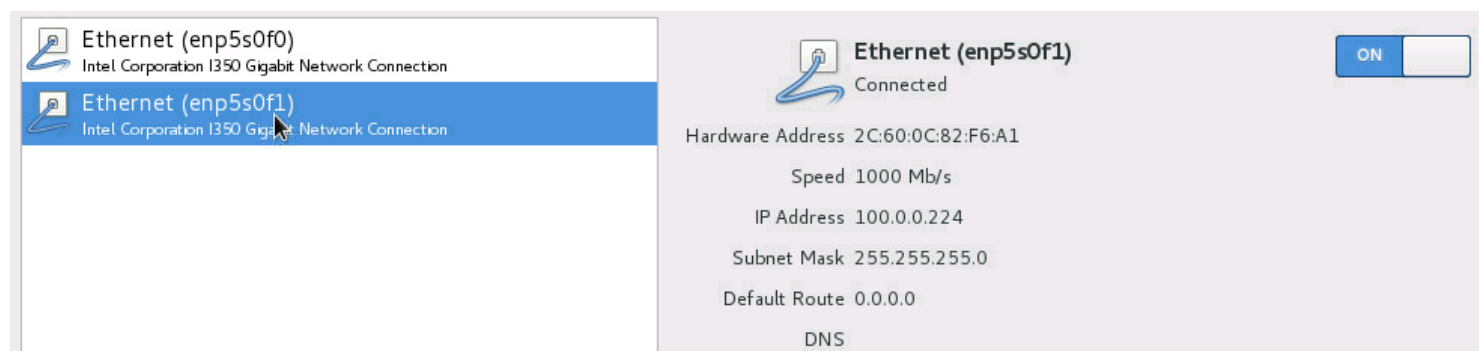 Ethernet (enp5s0f0)
Intel Corporation I350 Gigabit Network Connection
Ethernet (enp5s0f1)
Intel Corporation I350 Gigabit Network Connection
Ethernet (enp5s0f1)
Connected
ON
Hardware Address 2C:60:0C:82:F6:A1
Speed 1000 Mb/s
IP Address 100.0.0.224
Subnet Mask 255.255.255.0
Default Route 0.0.0.0
DNS